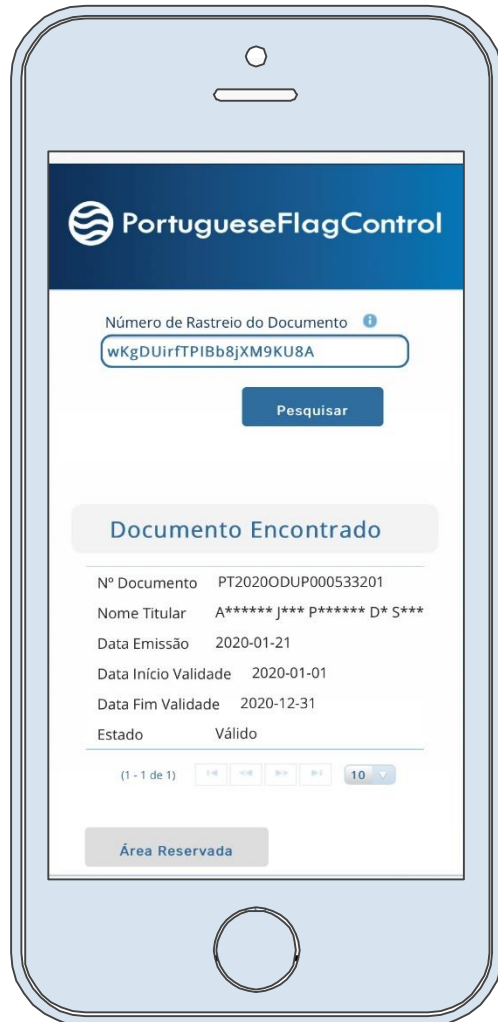 PortugueseFlagControl
Número de Rastreio do Documento
wKgDUirfTPIBb8jXM9KU8A
Pesquisar
Documento Encontrado
Nº Documento PT2020ODUP000533201
Nome Titular A****** J*** P****** D* S***
Data Emissão 2020-01-21
Data Início Validade 2020-01-01
Data Fim Validade 2020-12-31
Estado Válido
(1 - 1 de 1) 10
Área Reservada